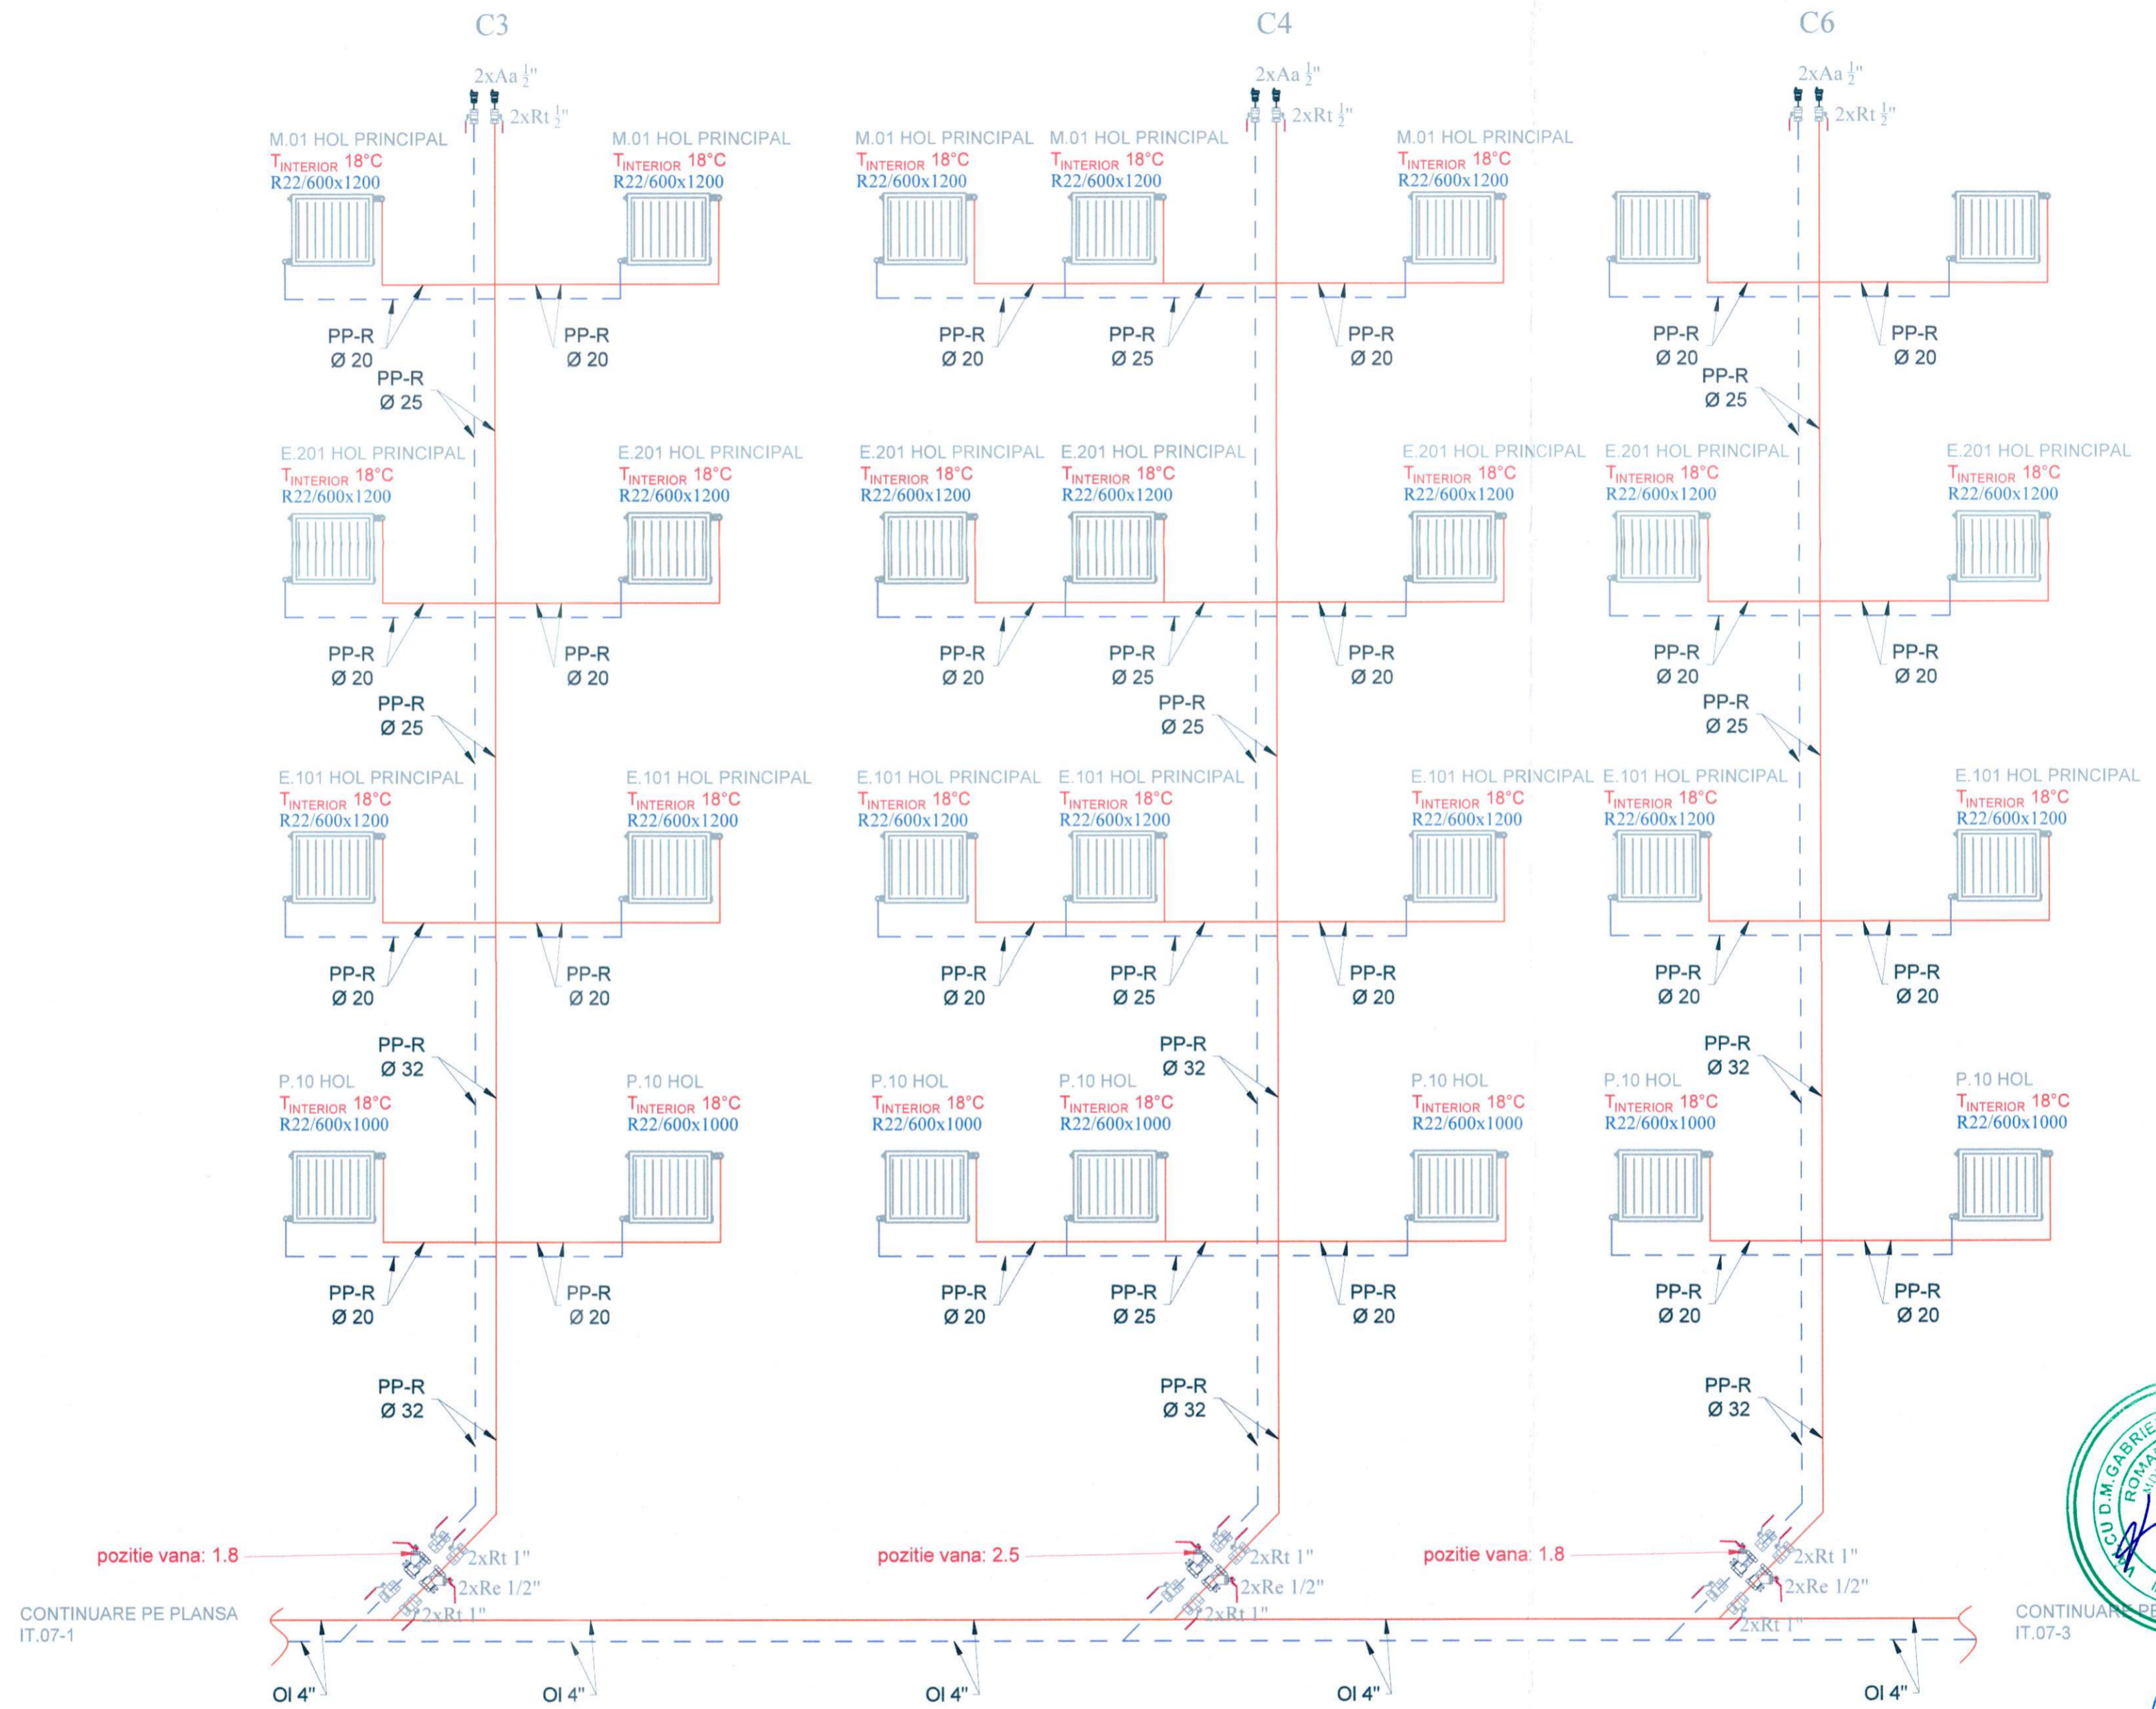 C3
C4
C6
2xAa 1/2"
2xAa 1/2"
2xAa 1/2"
2xRt 1/2"
2xRt 1/2"
2xRt 1/2"
M.01 HOL PRINCIPAL
TINTERIOR 18°C
R22/600x1200
M.01 HOL PRINCIPAL
TINTERIOR 18°C
R22/600x1200
M.01 HOL PRINCIPAL
TINTERIOR 18°C
R22/600x1200
M.01 HOL PRINCIPAL
TINTERIOR 18°C
R22/600x1200
M.01 HOL PRINCIPAL
TINTERIOR 18°C
R22/600x1200
PP-R
Ø 20
PP-R
Ø 20
PP-R
Ø 20
PP-R
Ø 25
PP-R
Ø 20
PP-R
Ø 20
PP-R
Ø 20
PP-R
Ø 25
PP-R
Ø 25
E.201 HOL PRINCIPAL
TINTERIOR 18°C
R22/600x1200
E.201 HOL PRINCIPAL
TINTERIOR 18°C
R22/600x1200
E.201 HOL PRINCIPAL
TINTERIOR 18°C
R22/600x1200
E.201 HOL PRINCIPAL
TINTERIOR 18°C
R22/600x1200
E.201 HOL PRINCIPAL
TINTERIOR 18°C
R22/600x1200
E.201 HOL PRINCIPAL
TINTERIOR 18°C
R22/600x1200
E.201 HOL PRINCIPAL
TINTERIOR 18°C
R22/600x1200
PP-R
Ø 20
PP-R
Ø 20
PP-R
Ø 20
PP-R
Ø 25
PP-R
Ø 20
PP-R
Ø 20
PP-R
Ø 20
PP-R
Ø 25
PP-R
Ø 25
PP-R
Ø 25
E.101 HOL PRINCIPAL
TINTERIOR 18°C
R22/600x1200
E.101 HOL PRINCIPAL
TINTERIOR 18°C
R22/600x1200
E.101 HOL PRINCIPAL
TINTERIOR 18°C
R22/600x1200
E.101 HOL PRINCIPAL
TINTERIOR 18°C
R22/600x1200
E.101 HOL PRINCIPAL
TINTERIOR 18°C
R22/600x1200
E.101 HOL PRINCIPAL
TINTERIOR 18°C
R22/600x1200
E.101 HOL PRINCIPAL
TINTERIOR 18°C
R22/600x1200
PP-R
Ø 20
PP-R
Ø 20
PP-R
Ø 20
PP-R
Ø 25
PP-R
Ø 20
PP-R
Ø 20
PP-R
Ø 20
PP-R
Ø 32
PP-R
Ø 32
PP-R
Ø 32
P.10 HOL
TINTERIOR 18°C
R22/600x1000
P.10 HOL
TINTERIOR 18°C
R22/600x1000
P.10 HOL
TINTERIOR 18°C
R22/600x1000
P.10 HOL
TINTERIOR 18°C
R22/600x1000
P.10 HOL
TINTERIOR 18°C
R22/600x1000
P.10 HOL
TINTERIOR 18°C
R22/600x1000
P.10 HOL
TINTERIOR 18°C
R22/600x1000
PP-R
Ø 20
PP-R
Ø 20
PP-R
Ø 20
PP-R
Ø 25
PP-R
Ø 20
PP-R
Ø 20
PP-R
Ø 20
PP-R
Ø 32
PP-R
Ø 32
PP-R
Ø 32
pozitie vana: 1.8
2xRt 1"
2xRe 1/2"
2xRt 1"
pozitie vana: 2.5
2xRt 1"
2xRe 1/2"
2xRt 1"
pozitie vana: 1.8
2xRt 1"
2xRe 1/2"
2xRt 1"
CONTINUARE PE PLANSA
IT.07-1
CONTINUARE PE
IT.07-3
Ol 4"
Ol 4"
Ol 4"
Ol 4"
Ol 4"
D.M.GABRIE
ROMA